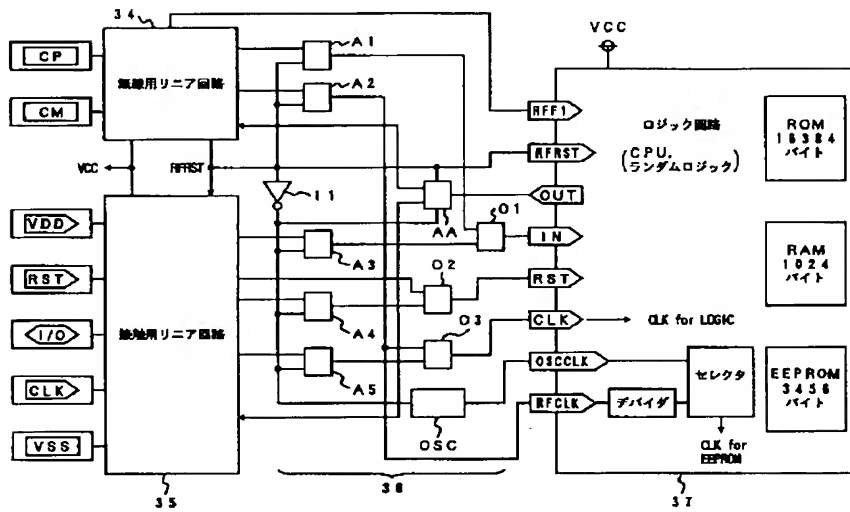 34
CP
CM
無線用リニア回路
A1
A2
VCC
RFRST
I1
VDD
RST
I/O
CLK
VSS
接触用リニア回路
35
A3
A4
A5
AA
O1
O2
O3
OSC
36
VCC
RFF1
RFRST
OUT
IN
RST
CLK
OSCCLK
RFCLK
ロジック回路
(CPU,
ランダムロジック)
ROM
16384
バイト
RAM
1024
バイト
EEPROM
3456
バイト
CLK for LOGIC
セレクタ
デバイダ
CLK for
EEPROM
37